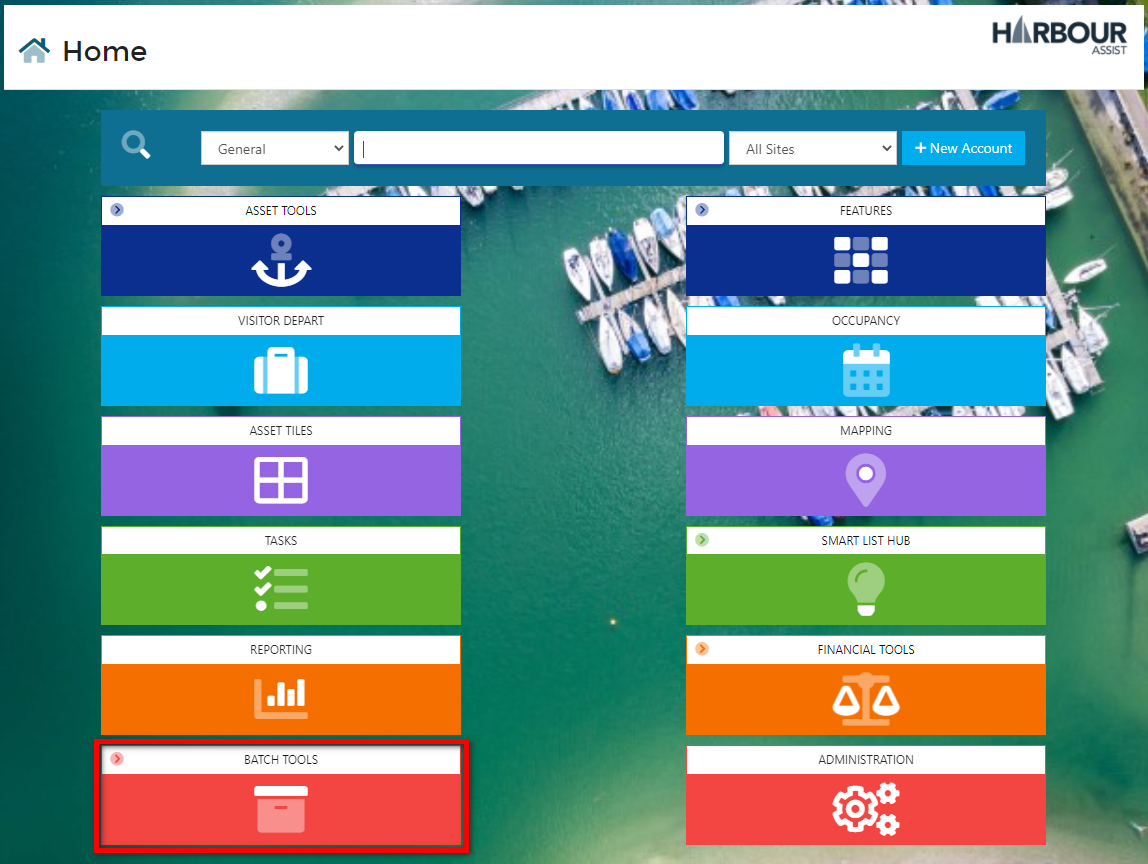 Home
HARBOUR
ASSIST
General
All Sites
+ New Account
ASSET TOOLS
FEATURES
VISITOR DEPART
OCCUPANCY
ASSET TILES
MAPPING
TASKS
SMART LIST HUB
REPORTING
FINANCIAL TOOLS
BATCH TOOLS
ADMINISTRATION